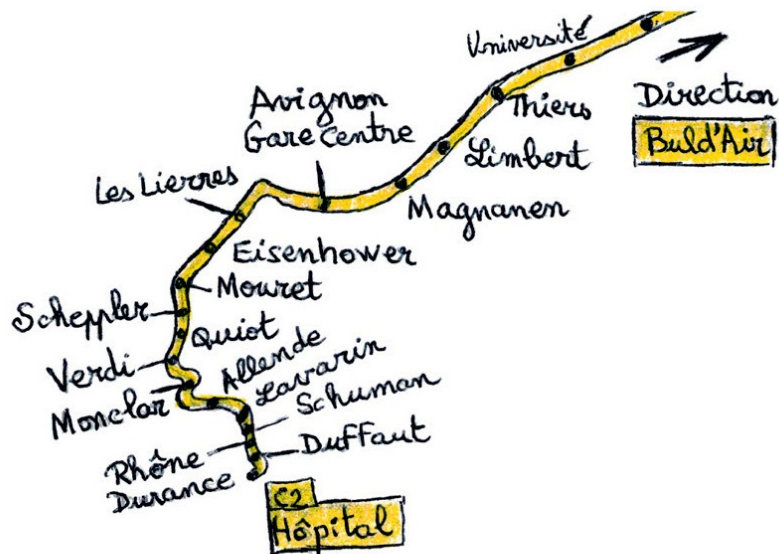 Université
Thiers
Direction
Buld'Air
Avignon
Gare Centre
Limbert
Magnanen
Les Lierres
Eisenhower
Mouret
Scheppler
Quiot
Verdi
Allende
Lavarin
Monclar
Schuman
Duffaut
Rhône
Durance
C2
Hôpital